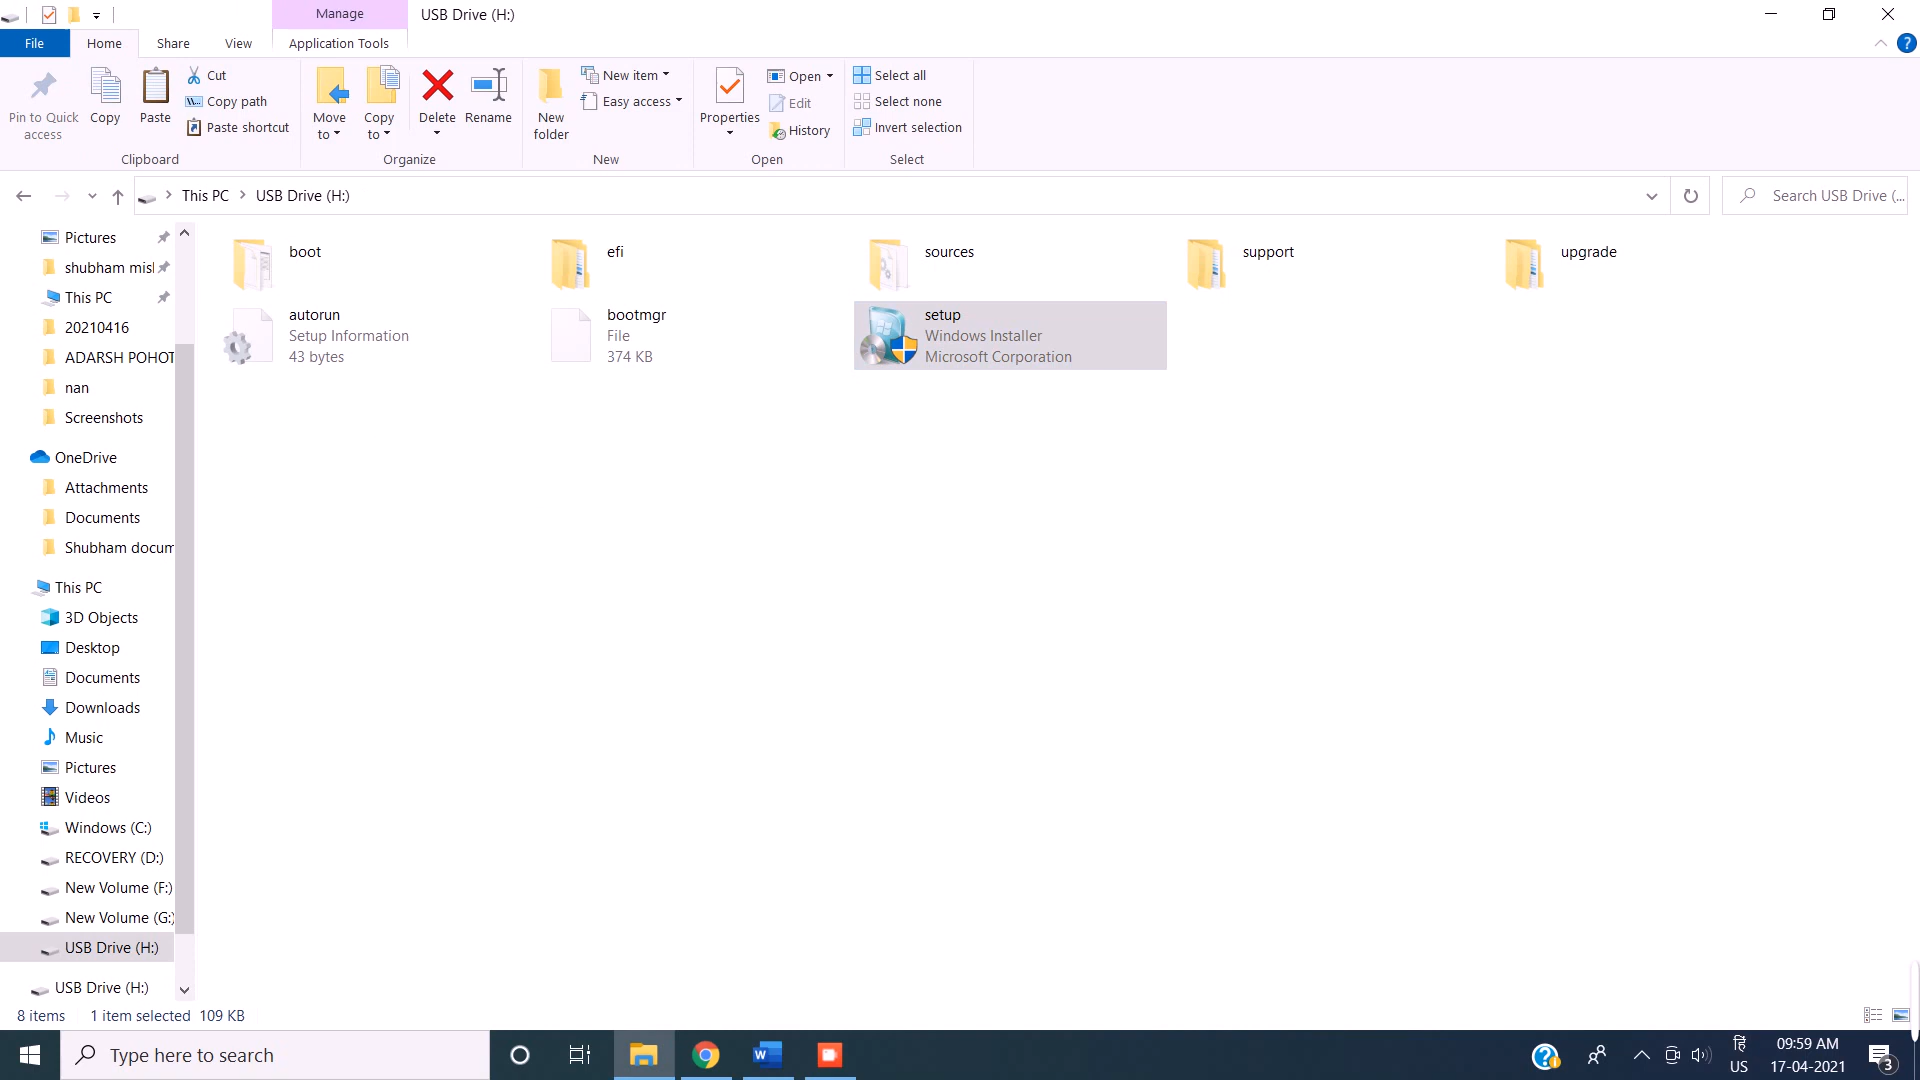 Manage
USB Drive (H:)
File
Home
Share
View
Application Tools
?
Pin to Quick access
Copy
Paste
Cut
Copy path
Paste shortcut
Clipboard
Move to
Copy to
Delete
Rename
Organize
New folder
New item
Easy access
New
Properties
Open
Edit
History
Open
Select all
Select none
Invert selection
Select
This PC
USB Drive (H:)
Search USB Drive (...
Pictures
shubham misl
This PC
20210416
ADARSH POHOT
nan
Screenshots
OneDrive
Attachments
Documents
Shubham docum
This PC
3D Objects
Desktop
Documents
Downloads
Music
Pictures
Videos
Windows (C:)
RECOVERY (D:)
New Volume (F:)
New Volume (G:)
USB Drive (H:)
USB Drive (H:)
boot
efi
sources
support
upgrade
autorun
Setup Information
43 bytes
bootmgr
File
374 KB
setup
Windows Installer
Microsoft Corporation
8 items
1 item selected 109 KB
Type here to search
W
?
हि
US
09:59 AM
17-04-2021
3